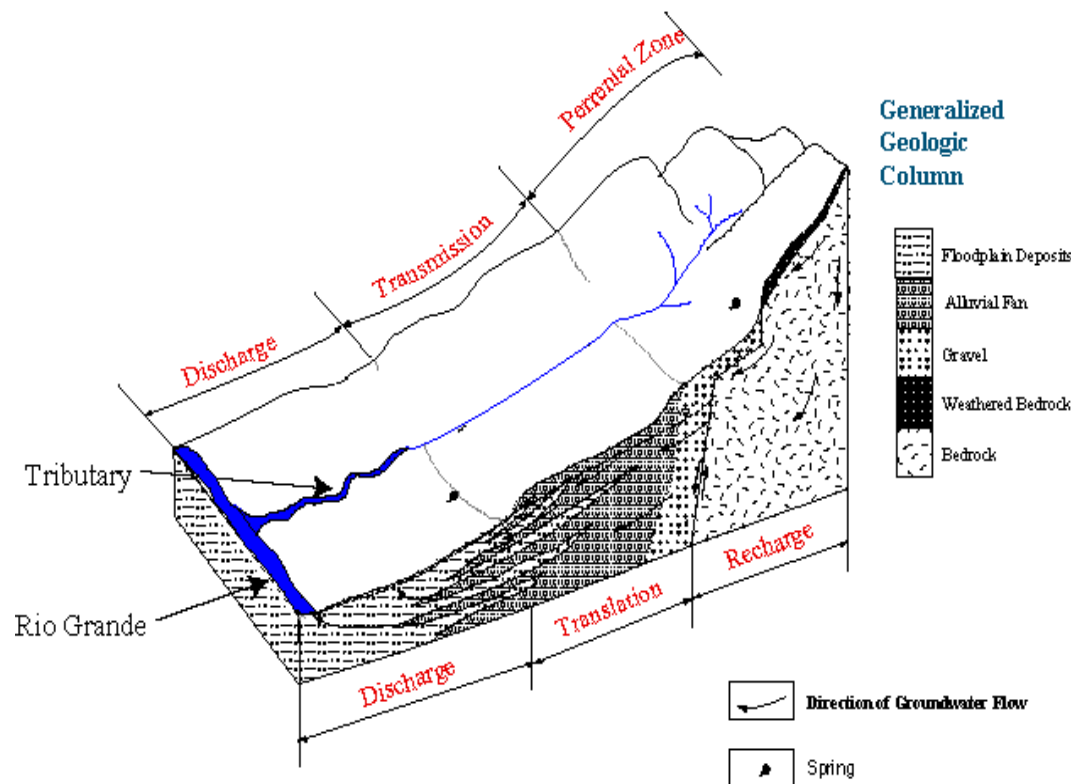 Perrenial Zone
Transmission
Discharge
Generalized
Geologic
Column
Floodplain Deposits
Alluvial Fan
Gravel
Weathered Bedrock
Bedrock
Tributary
Rio Grande
Recharge
Translation
Discharge
Direction of Groundwater Flow
Spring